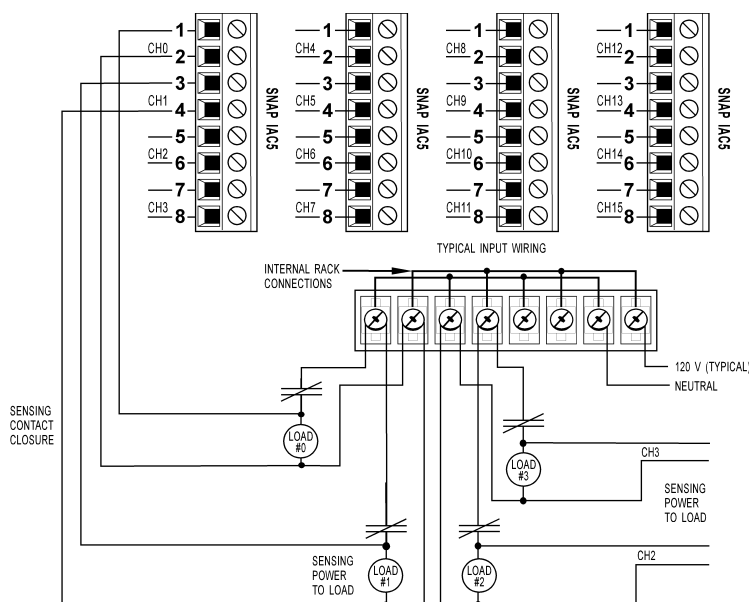 1
CH0
2
3
CH1
4
5
CH2
6
7
CH3
8
SNAP IAC5
1
CH4
2
3
CH5
4
5
CH6
6
7
CH7
8
SNAP IAC5
1
CH8
2
3
CH9
4
5
CH10
6
7
CH11
8
SNAP IAC5
1
CH12
2
3
CH13
4
5
CH14
6
7
CH15
8
SNAP IAC5
TYPICAL INPUT WIRING
INTERNAL RACK
CONNECTIONS
120 V (TYPICAL)
NEUTRAL
SENSING
CONTACT
CLOSURE
LOAD
#0
LOAD
#3
CH3
SENSING
POWER
TO LOAD
SENSING
POWER
TO LOAD
LOAD
#1
LOAD
#2
CH2